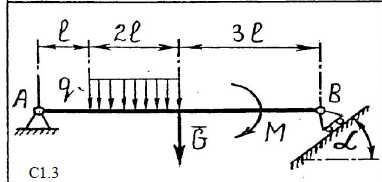 ℓ 2ℓ 3ℓ
A q B
G̅ M α
C1.3